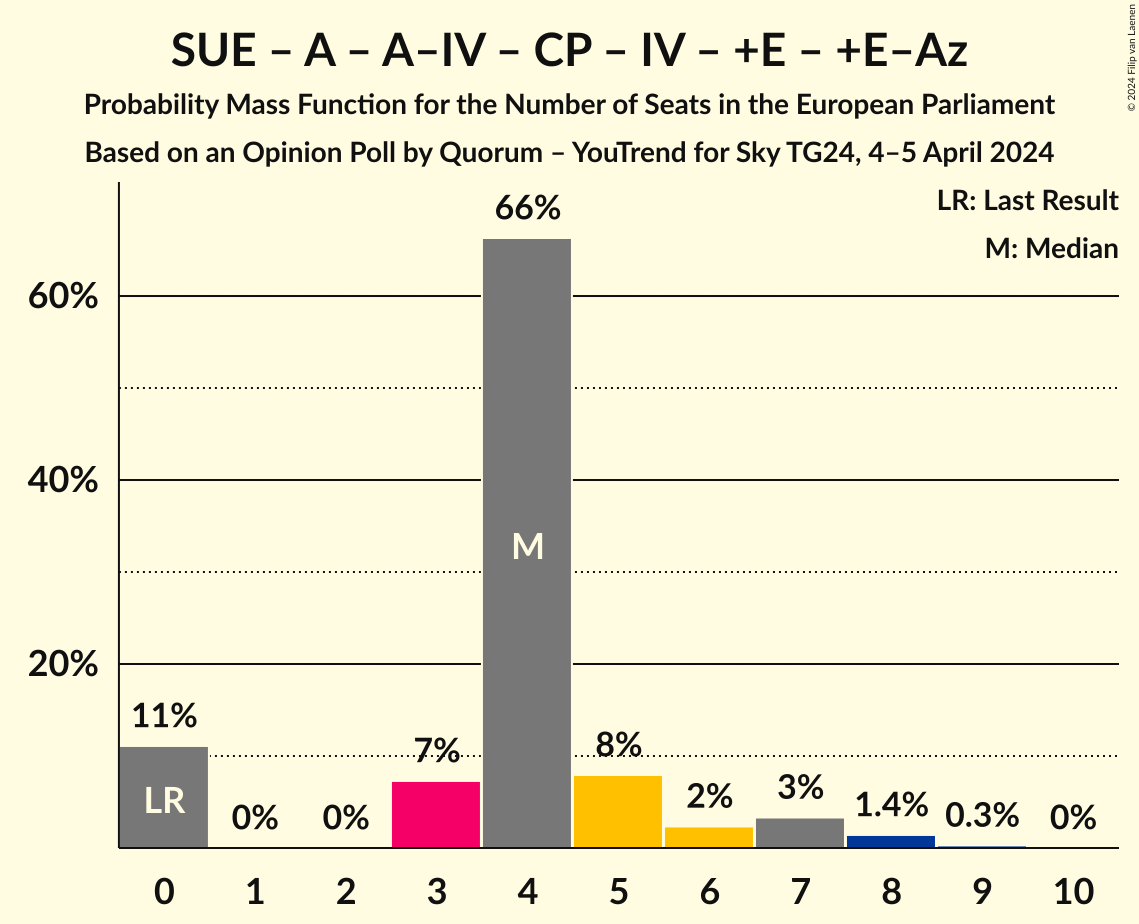 SUE – A – A–IV – CP – IV – +E – +E–Az
Probability Mass Function for the Number of Seats in the European Parliament
Based on an Opinion Poll by Quorum – YouTrend for Sky TG24, 4–5 April 2024
© 2024 Filip van Laenen
LR: Last Result
M: Median
60%
40%
20%
11%
0%
0%
7%
66%
8%
2%
3%
1.4%
0.3%
0%
LR
M
0 1 2 3 4 5 6 7 8 9 10